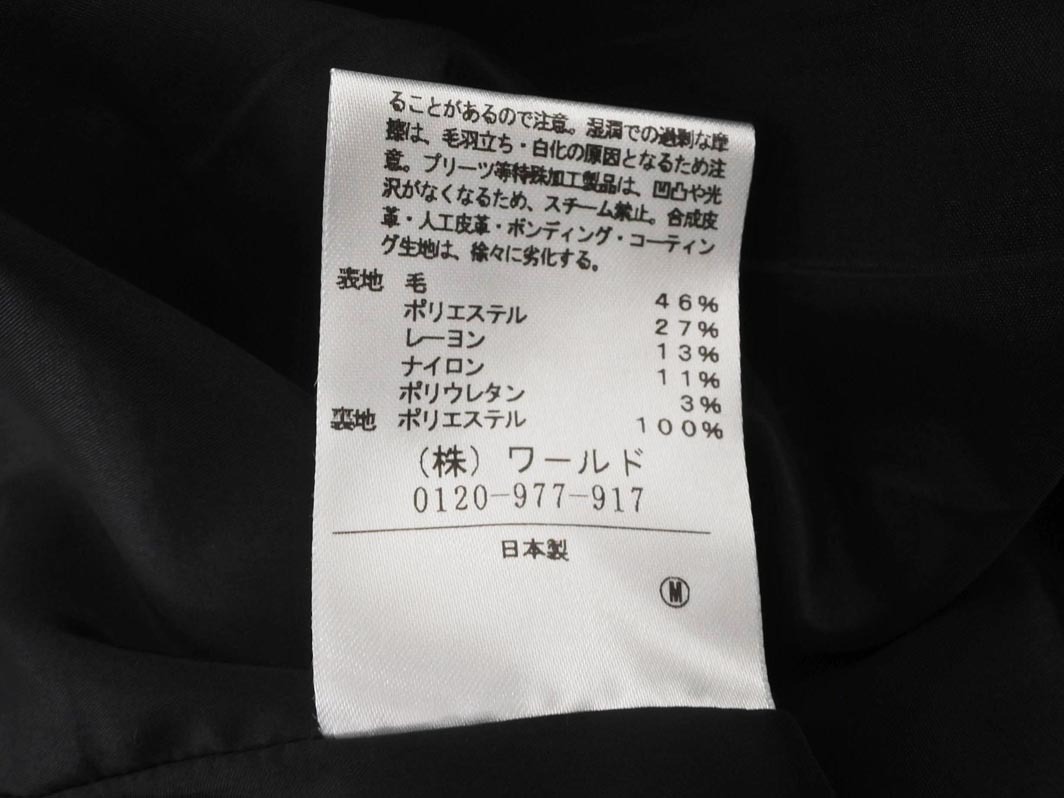 ることがあるので注意。湿潤での過剰な摩
擦は、毛羽立ち・白化の原因となるため注
意。プリーツ等特殊加工製品は、凹凸や光
沢がなくなるため、スチーム禁止。合成皮
革・人工皮革・ボンディング・コーティン
グ生地は、徐々に劣化する。
表地 毛 46%
ポリエステル 27%
レーヨン 13%
ナイロン 11%
ポリウレタン 3%
裏地 ポリエステル 100%
(株)ワールド
0120-977-917
日本製
Ⓜ